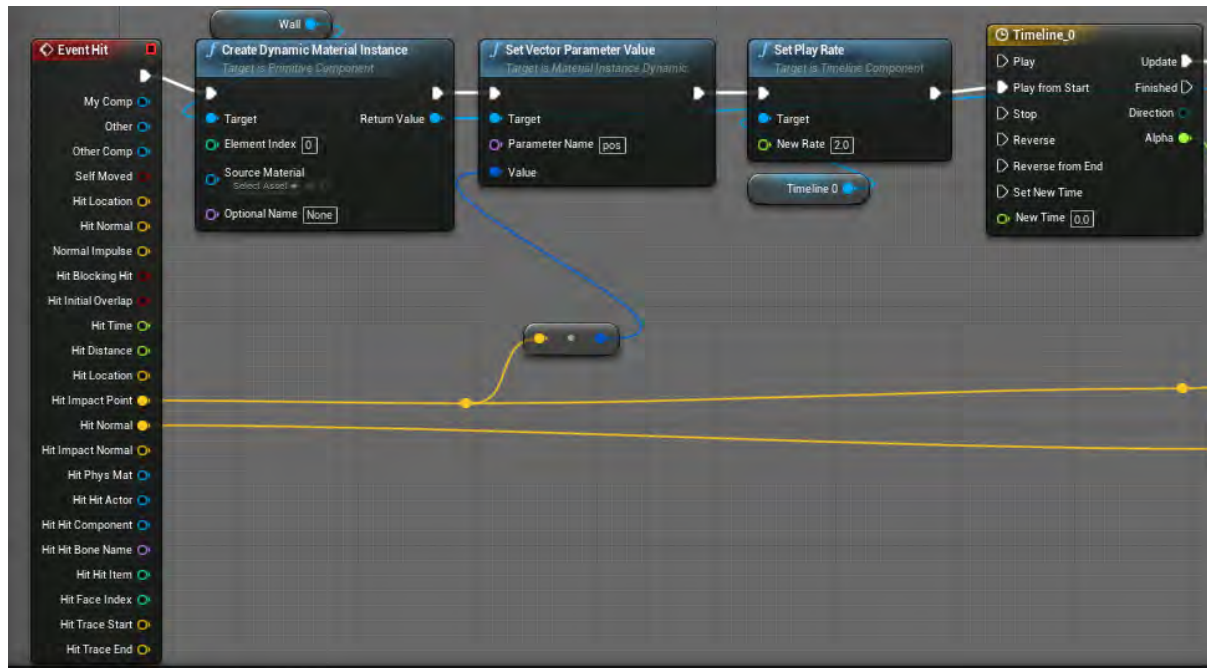 Wall
Event Hit
My Comp
Other
Other Comp
Self Moved
Hit Location
Hit Normal
Normal Impulse
Hit Blocking Hit
Hit Initial Overlap
Hit Time
Hit Distance
Hit Location
Hit Impact Point
Hit Normal
Hit Impact Normal
Hit Phys Mat
Hit Hit Actor
Hit Hit Component
Hit Hit Bone Name
Hit Hit Item
Hit Face Index
Hit Trace Start
Hit Trace End
f Create Dynamic Material Instance
Target is Primitive Component
Target Return Value
Element Index 0
Source Material
Select Asset
Optional Name None
f Set Vector Parameter Value
Target is Material Instance Dynamic
Target
Parameter Name pos
Value
f Set Play Rate
Target is Timeline Component
Target
New Rate 2.0
Timeline 0
Timeline_0
Play Update
Play from Start Finished
Stop Direction
Reverse Alpha
Reverse from End
Set New Time
New Time 0.0